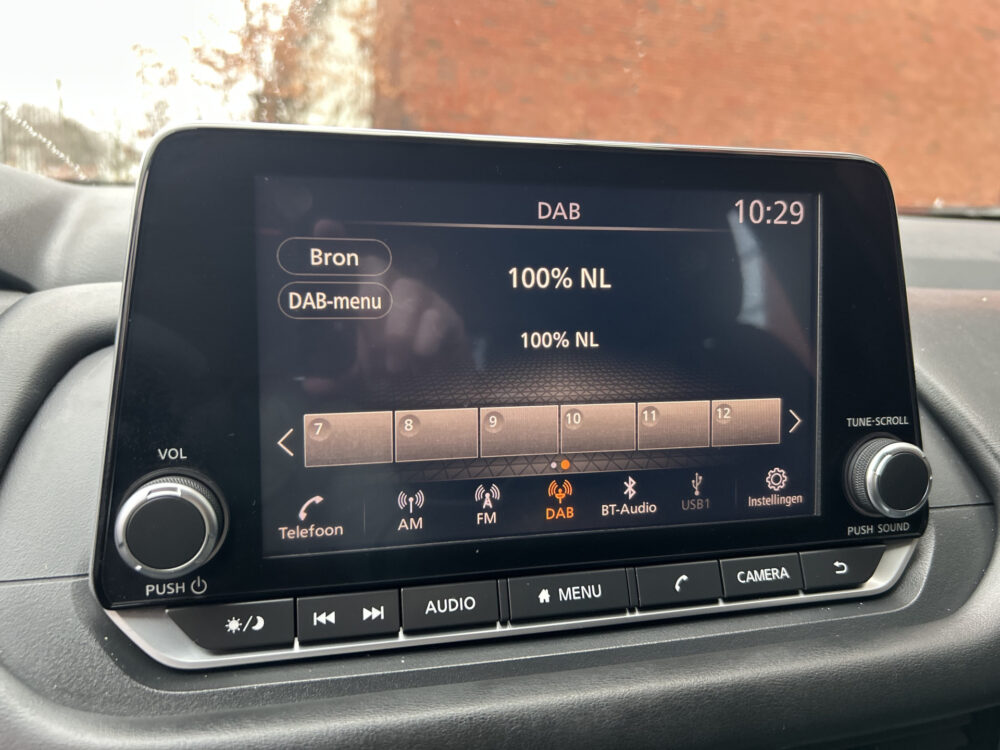 DAB
10:29
Bron
100% NL
DAB-menu
100% NL
7 8 9 10 11 12
Telefoon AM FM DAB BT-Audio USB1 Instellingen
VOL
PUSH
TUNE-SCROLL
PUSH SOUND
AUDIO MENU CAMERA